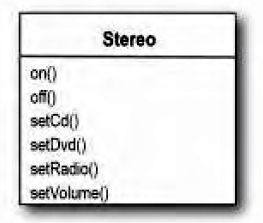 Stereo
on()
off()
setCd()
setDvd()
setRadio()
setVolume()